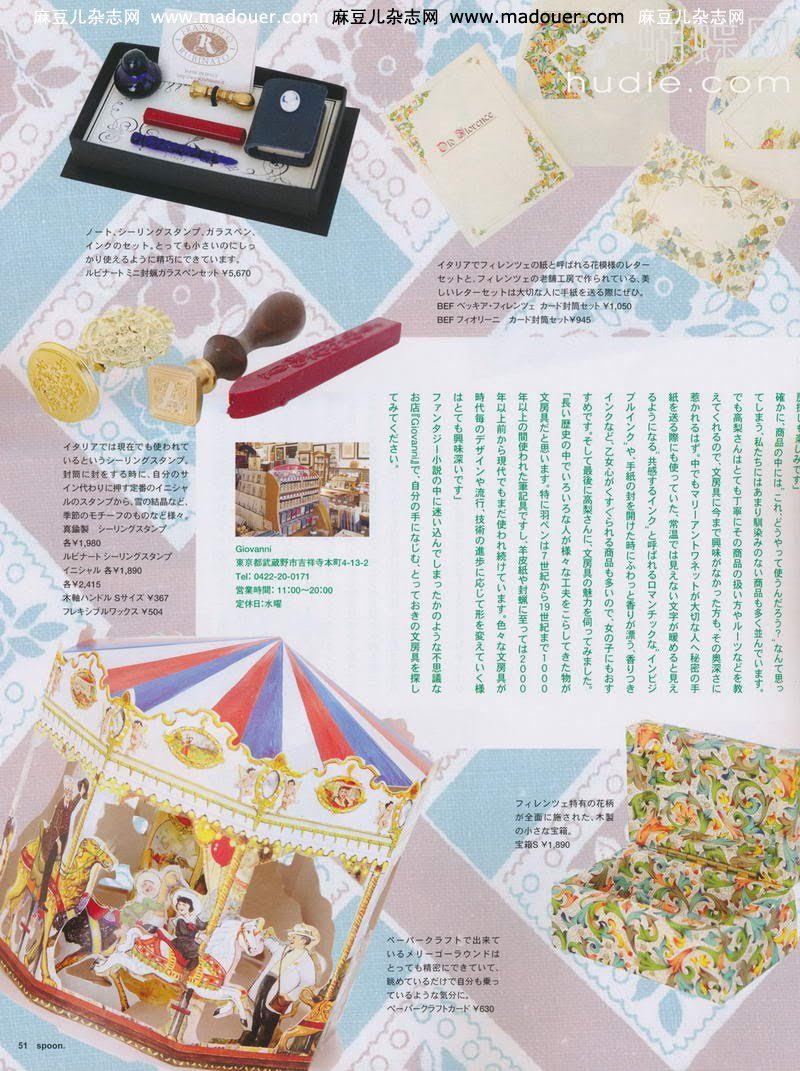 麻豆儿杂志网 www.madouer.com 麻豆儿杂志网 www.madouer.com 麻豆儿杂志网
蝴蝶网
hudie.com
FRANCESCO
R
RUBINATO
Old Florence
ノート、シーリングスタンプ、ガラスペン、
インクのセット。とっても小さいのにしっ
かり使えるように精巧にできています。
ルビナート ミニ封蝋ガラスペンセット ¥5,670
イタリアでフィレンツェの紙と呼ばれる花模様のレター
セットと、フィレンツェの老舗工房で作られている、美
しいレターセットは大切な人に手紙を送る際にぜひ。
BEF ベッキア・フィレンツェ カード封筒セット ¥1,050
BEF フィオリーニ カード封筒セット¥945
確かに、商品の中には、“これ、どうやって使うんだろう?”なんて思っ
てしまう、私たちにはあまり馴染みのない商品も多く並んでいます。
でも高梨さんはとても丁寧にその商品の扱い方やルーツなどを教
えてくれるので、文房具に今まで興味がなかった方も、その奥深さに
惹かれるはず。中でもマリーアントワネットが大切な人へ秘密の手
紙を送る際にも使っていた、常温では見えない文字が暖めると見え
るようになる、“共感するインク”と呼ばれるロマンチックな、インビジ
ブルインク”や、手紙の封を開けた時にふわっと香りが漂う、香りつき
インクなど、乙女心がくすぐられる商品も多いので、女の子にもおす
すめです。そして最後に高梨さんに、文房具の魅力を伺ってみました。
「長い歴史の中でいろいろな人が様々な工夫をこらしてきた物が
文房具だと思います。特に羽ペンは7世紀から19世紀まで1000
年以上の間使われた筆記具ですし、羊皮紙や封蝋に至っては2000
年以上前から現代でもまだ使われ続けています。色々な文房具が
時代毎のデザインや流行、技術の進歩に応じて形を変えていく様
はとても興味深いです」
ファンタジー小説の中に迷い込んでしまったかのような不思議な
お店『Giovanni』で、自分の手になじむ、とっておきの文房具を探し
てみてください。
イタリアでは現在でも使われて
いるというシーリングスタンプ。
封筒に封をする時に、自分のサ
イン代わりに押す定番のイニシャ
ルのスタンプから、雪の結晶など、
季節のモチーフのものなど様々。
真鍮製 シーリングスタンプ
各¥1,980
ルビナート シーリングスタンプ
イニシャル 各¥1,890
各¥2,415
木軸ハンドル Sサイズ ¥367
フレキシブルワックス ¥504
Giovanni
東京都武蔵野市吉祥寺本町4-13-2
Tel: 0422-20-0171
営業時間: 11:00〜20:00
定休日:水曜
フィレンツェ特有の花柄
が全面に施された、木製
の小さな宝箱。
宝箱S ¥1,890
ペーパークラフトで出来て
いるメリーゴーラウンドは
とっても精密にできていて、
眺めているだけで自分も乗っ
ているような気分に。
ペーパークラフトカード ¥630
51 spoon.